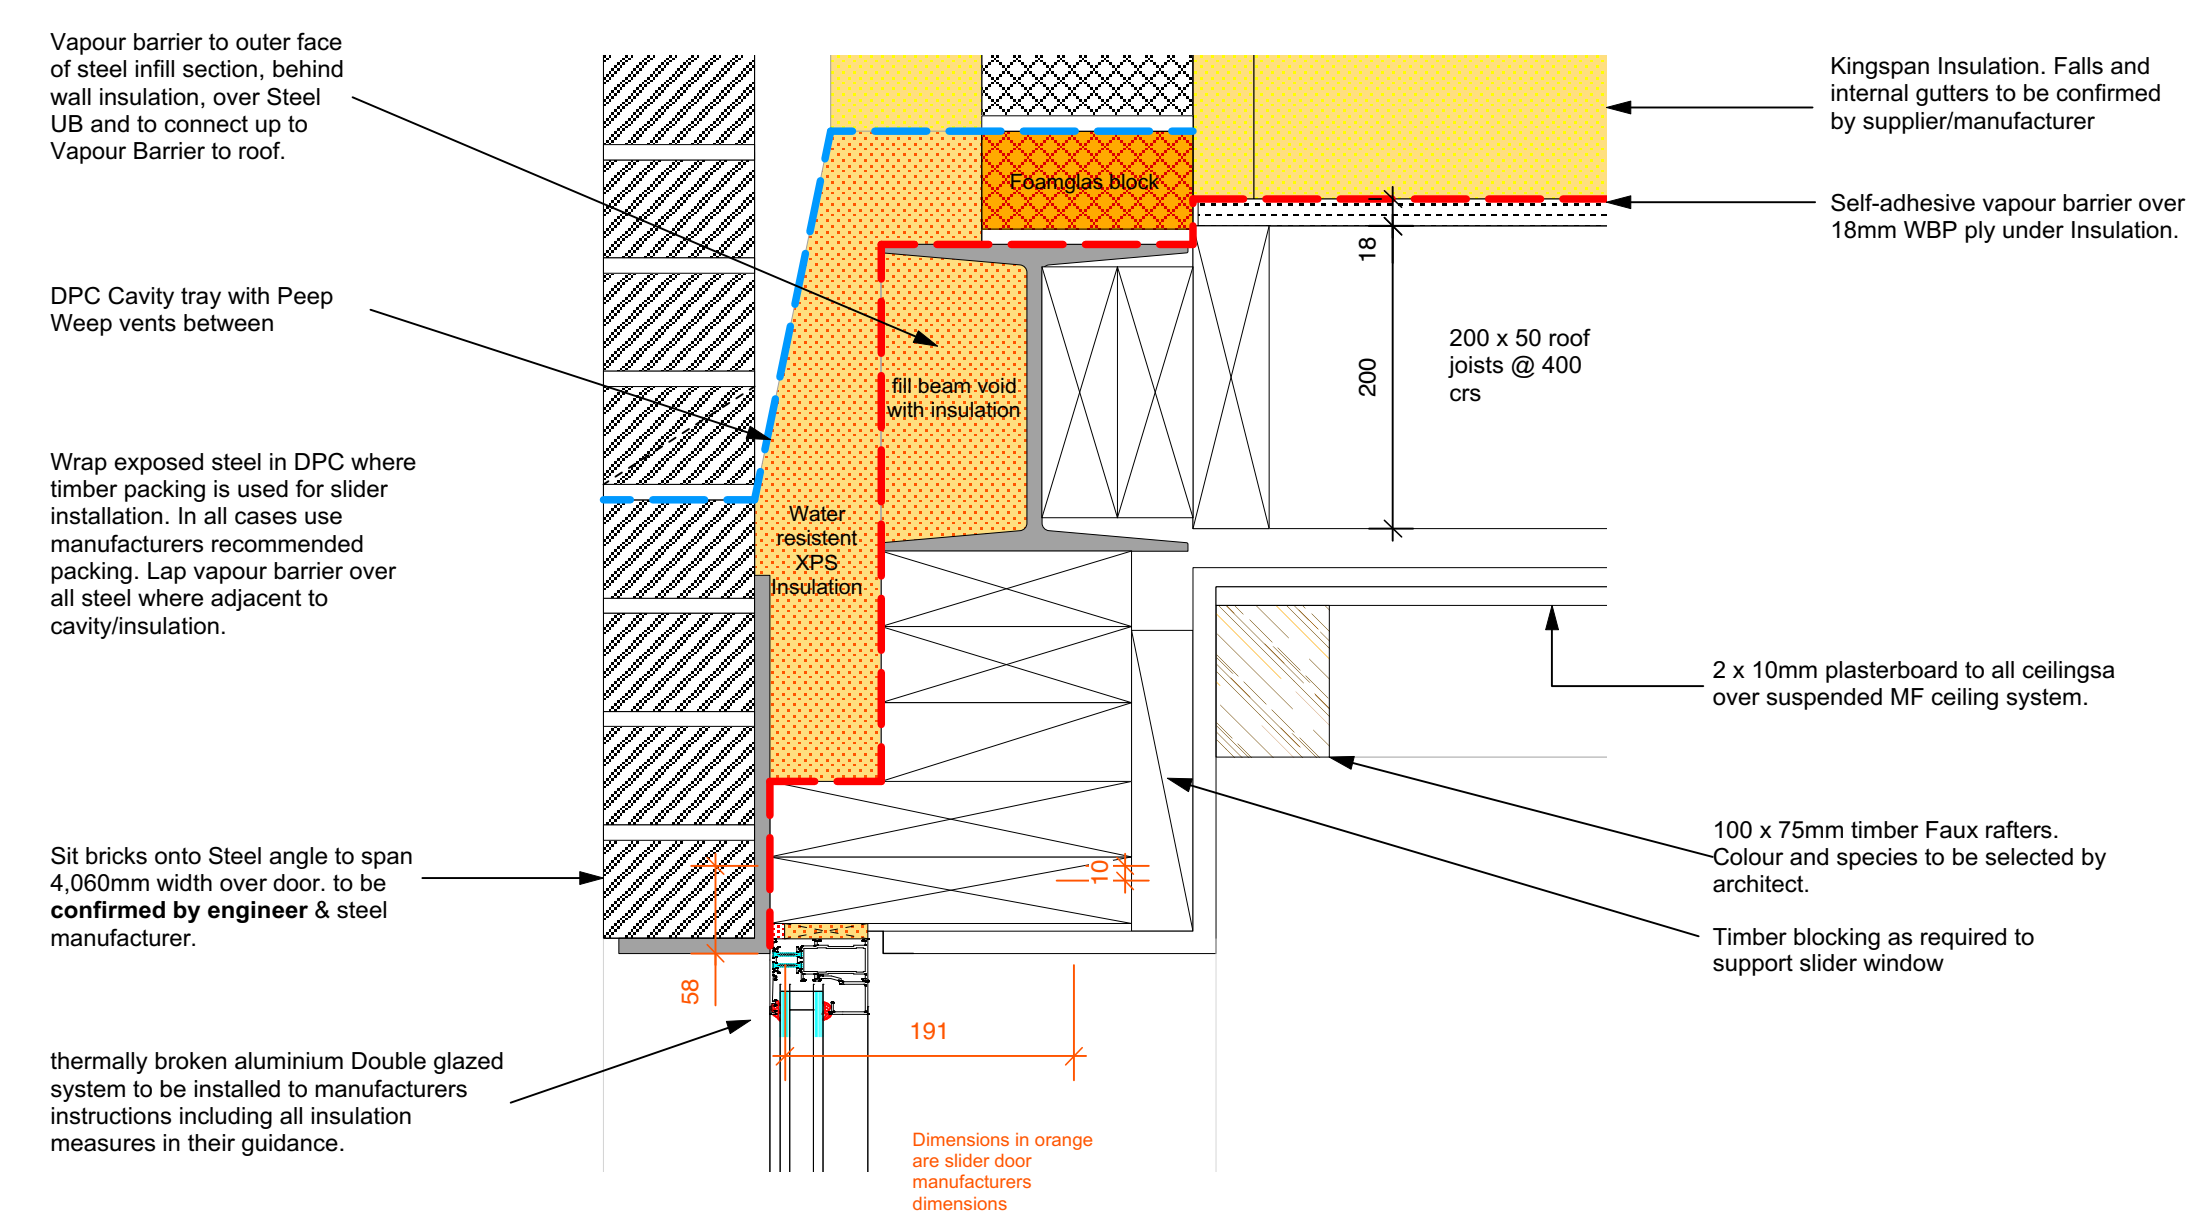 Vapour barrier to outer face
of steel infill section, behind
wall insulation, over Steel
UB and to connect up to
Vapour Barrier to roof.
DPC Cavity tray with Peep
Weep vents between
Wrap exposed steel in DPC where
timber packing is used for slider
installation. In all cases use
manufacturers recommended
packing. Lap vapour barrier over
all steel where adjacent to
cavity/insulation.
Sit bricks onto Steel angle to span
4,060mm width over door. to be
confirmed by engineer & steel
manufacturer.
thermally broken aluminium Double glazed
system to be installed to manufacturers
instructions including all insulation
measures in their guidance.
Foamglas block
fill beam void
with insulation
Water
resistent
XPS
Insulation
18
200
200 x 50 roof
joists @ 400
crs
10
58
191
Dimensions in orange
are slider door
manufacturers
dimensions
Kingspan Insulation. Falls and
internal gutters to be confirmed
by supplier/manufacturer
Self-adhesive vapour barrier over
18mm WBP ply under Insulation.
2 x 10mm plasterboard to all ceilingsa
over suspended MF ceiling system.
100 x 75mm timber Faux rafters.
Colour and species to be selected by
architect.
Timber blocking as required to
support slider window